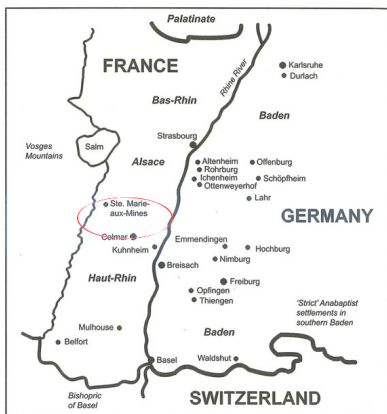 Palatinate
FRANCE
Karlsruhe
Durlach
Rhine River
Bas-Rhin
Baden
Strasbourg
Vosges
Mountains
Salm
Alsace
Altenheim
Offenburg
Rohrburg
Ichenheim
Schöpfheim
Ottenweyerhof
Lahr
Ste. Marie-
aux-Mines
GERMANY
Colmar
Emmendingen
Kuhnheim
Hochburg
Nimburg
Breisach
Haut-Rhin
Freiburg
Opfingen
Thiengen
'Strict' Anabaptist
settlements in
southern Baden
Mulhouse
Baden
Belfort
Basel
Waldshut
Bishopric
of Basel
SWITZERLAND